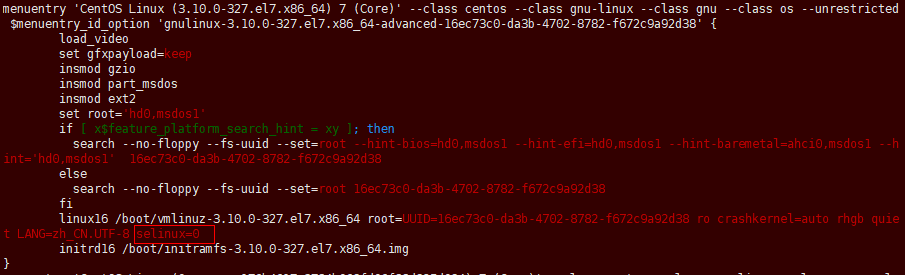 menuentry 'CentOS Linux (3.10.0-327.el7.x86_64) 7 (Core)' --class centos --class gnu-linux --class gnu --class os --unrestricted
$menuentry_id_option 'gnulinux-3.10.0-327.el7.x86_64-advanced-16ec73c0-da3b-4702-8782-f672c9a92d38' {
load_video
set gfxpayload=keep
insmod gzio
insmod part_msdos
insmod ext2
set root='hd0,msdos1'
if [ x$feature_platform_search_hint = xy ]; then
search --no-floppy --fs-uuid --set=root --hint-bios=hd0,msdos1 --hint-efi=hd0,msdos1 --hint-baremetal=ahci0,msdos1 --h
int='hd0,msdos1'  16ec73c0-da3b-4702-8782-f672c9a92d38
else
search --no-floppy --fs-uuid --set=root 16ec73c0-da3b-4702-8782-f672c9a92d38
fi
linux16 /boot/vmlinuz-3.10.0-327.el7.x86_64 root=UUID=16ec73c0-da3b-4702-8782-f672c9a92d38 ro crashkernel=auto rhgb quie
t LANG=zh_CN.UTF-8 selinux=0
initrd16 /boot/initramfs-3.10.0-327.el7.x86_64.img
}